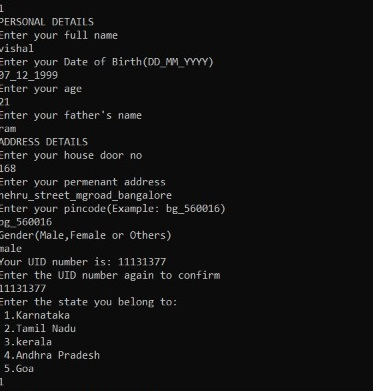 1
PERSONAL DETAILS
Enter your full name
vishal
Enter your Date of Birth(DD_MM_YYYY)
07_12_1999
Enter your age
21
Enter your father's name
ram
ADDRESS DETAILS
Enter your house door no
168
Enter your permenant address
nehru_street_mgroad_bangalore
Enter your pincode(Example: bg_560016)
bg_560016
Gender(Male,Female or Others)
male
Your UID number is: 11131377
Enter the UID number again to confirm
11131377
Enter the state you belong to:
1.Karnataka
2.Tamil Nadu
3.kerala
4.Andhra Pradesh
5.Goa
1